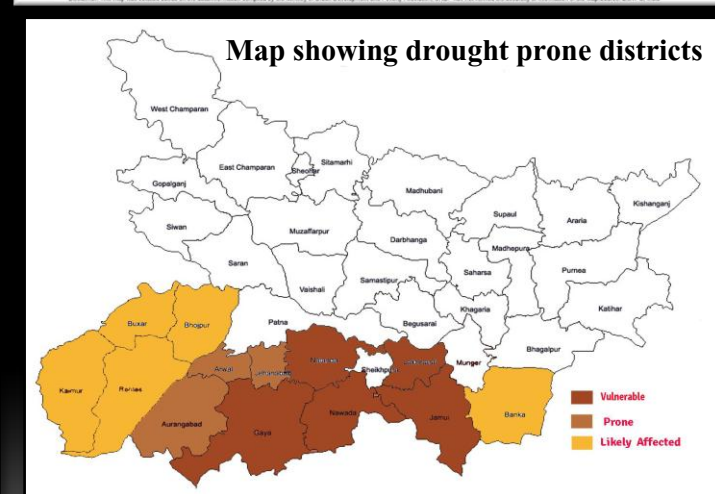 Map showing drought prone districts
West Champaran
East Champaran
Sheohar
Sitamarhi
Gopalganj
Madhubani
Kishanganj
Siwan
Muzaffarpur
Supaul
Araria
Darbhanga
Madhepura
Saran
Vaishali
Samastipur
Saharsa
Purnea
Khagaria
Katihar
Buxar
Bhojpur
Patna
Begusarai
Bhagalpur
Munger
Sheikhpura
Kaimur
Arwal
Nawada
Jamui
Banka
Aurangabad
Gaya
Vulnerable
Prone
Likely Affected